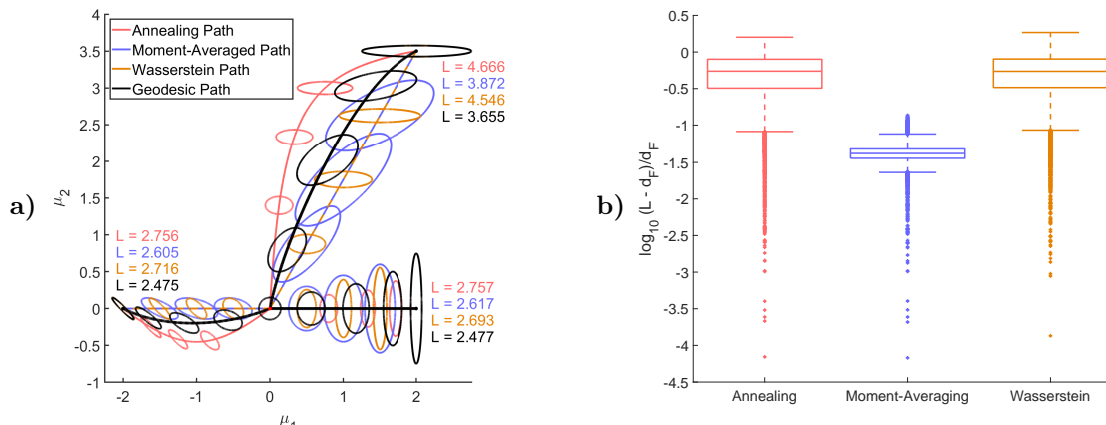 a)
Annealing Path
Moment-Averaged Path
Wasserstein Path
Geodesic Path
L = 4.666
L = 3.872
L = 4.546
L = 3.655
L = 2.756
L = 2.605
L = 2.716
L = 2.475
L = 2.757
L = 2.617
L = 2.693
L = 2.477
4
3.5
3
2.5
2
1.5
1
0.5
0
-0.5
-1
μ2
-2 -1 0 1 2
μ1
b)
0
-0.5
-1
-1.5
-2
-2.5
-3
-3.5
-4
-4.5
log10 (L - dF)/dF
Annealing Moment-Averaging Wasserstein